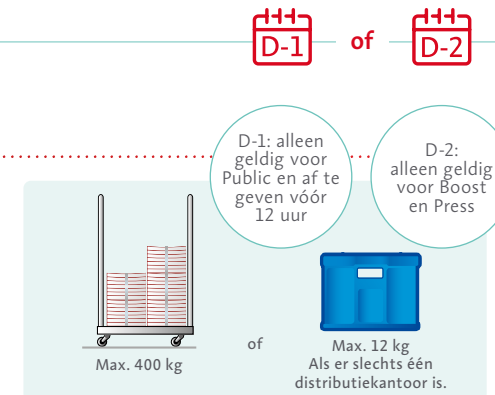 D-1 of D-2
D-1: alleen
geldig voor
Public en af te
geven vóór
12 uur
D-2:
alleen geldig
voor Boost
en Press
Max. 400 kg
of
Max. 12 kg
Als er slechts één
distributiekantoor is.